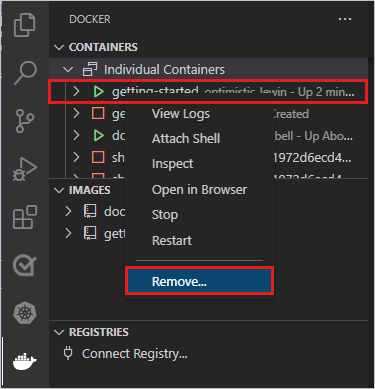 DOCKER
CONTAINERS
Individual Containers
getting-started optimistic_lewin - Up 2 min...
ge Created
View Logs
do bell - Up Abo...
Attach Shell
sh 1972d6ecd4...
Inspect
1972d6ecd4...
Open in Browser
Stop
Restart
Remove...
IMAGES
doc
gett
REGISTRIES
Connect Registry...